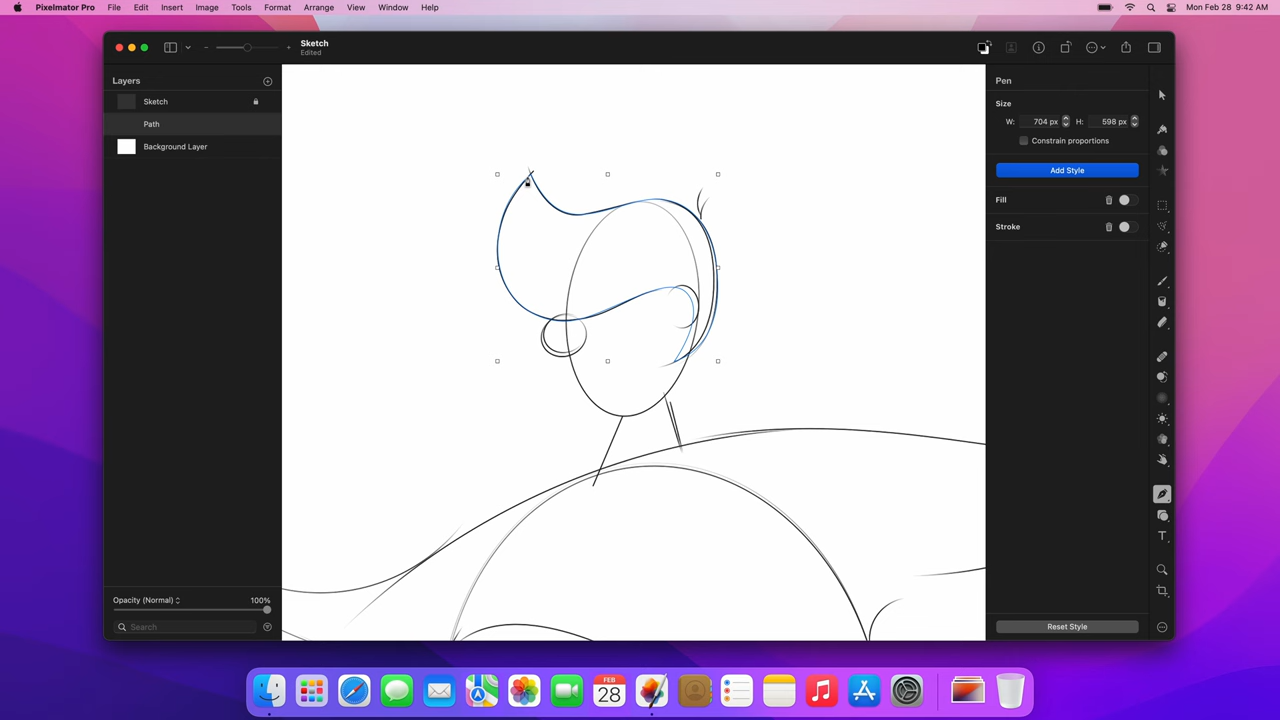 Pixelmator Pro File Edit Insert Image Tools Format Arrange View Window Help Mon Feb 28 9:42 AM
Sketch
Edited
Layers
Sketch
Path
Background Layer
Opacity (Normal) 100%
Search
Pen
Size
W: 704 px H: 598 px
Constrain proportions
Add Style
Fill
Stroke
Reset Style
T
FEB
28